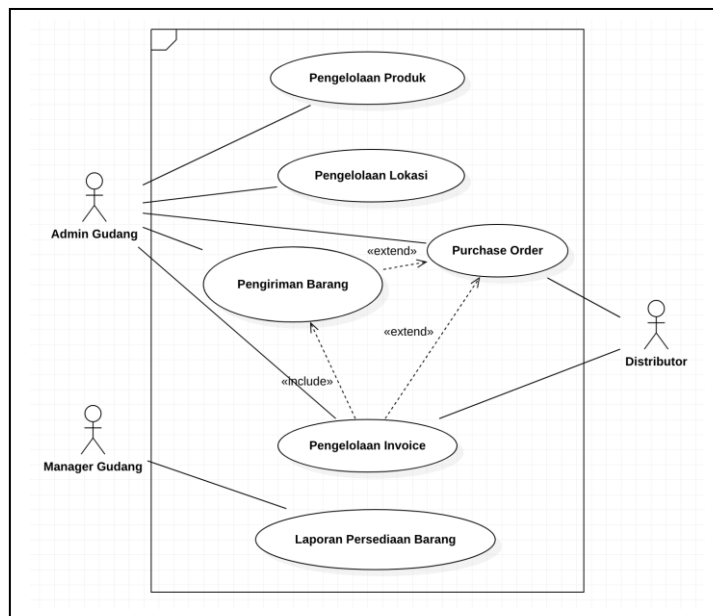 Pengelolaan Produk
Pengelolaan Lokasi
Admin Gudang
Purchase Order
«extend»
Pengiriman Barang
«extend»
Distributor
«include»
Pengelolaan Invoice
Manager Gudang
Laporan Persediaan Barang